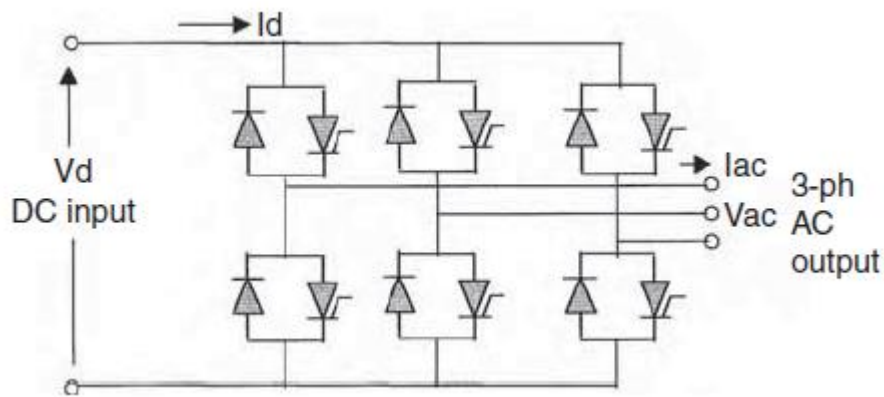 Id
Vd
DC input
Iac
Vac
3-ph
AC
output